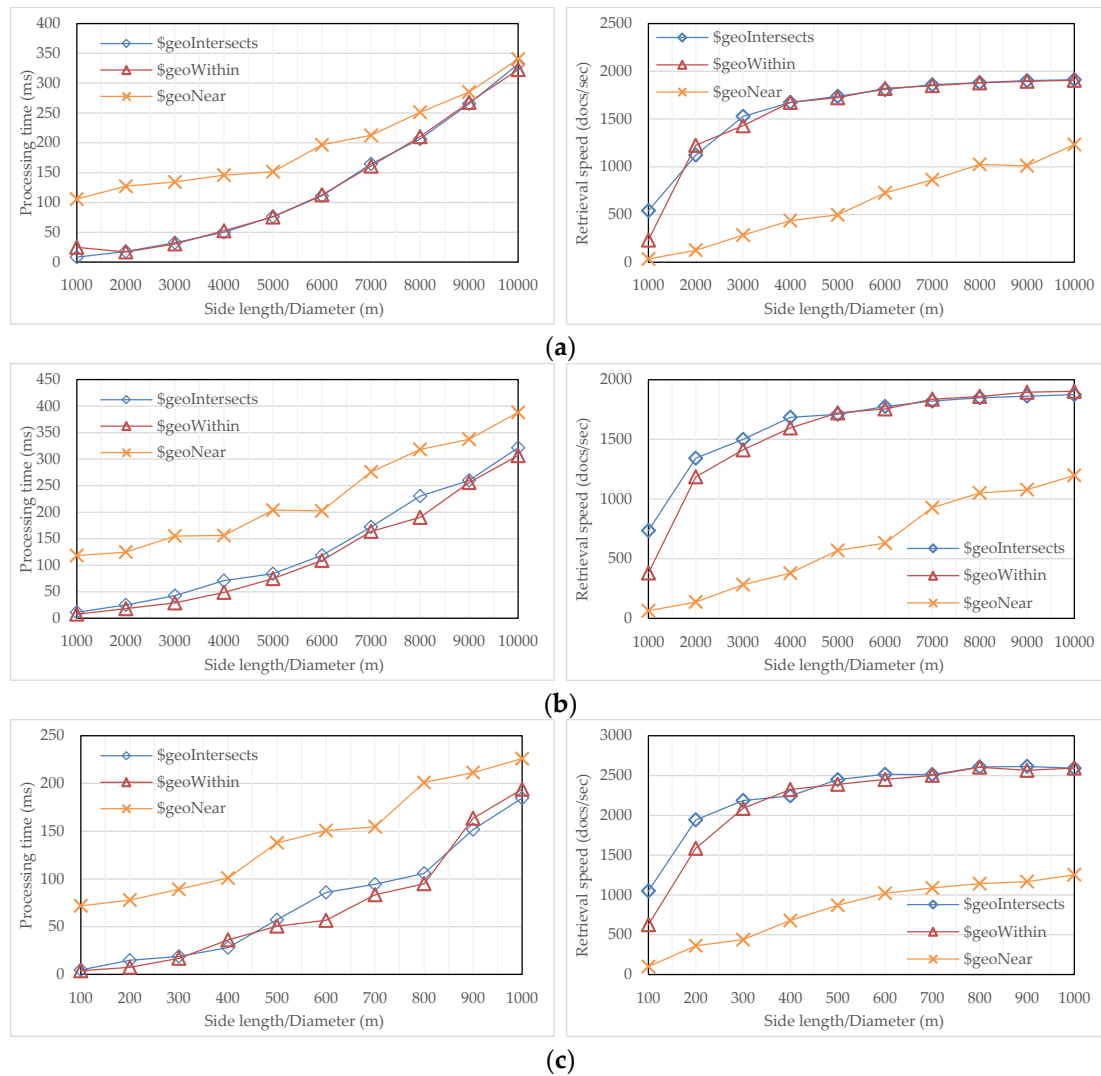 400
350
300
250
200
150
100
50
0
Processing time (ms)
$geoIntersects
$geoWithin
$geoNear
1000 2000 3000 4000 5000 6000 7000 8000 9000 10000
Side length/Diameter (m)
2500
2000
1500
1000
500
0
Retrieval speed (docs/sec)
$geoIntersects
$geoWithin
$geoNear
1000 2000 3000 4000 5000 6000 7000 8000 9000 10000
Side length/Diameter (m)
(a)
450
400
350
300
250
200
150
100
50
0
Processing time (ms)
$geoIntersects
$geoWithin
$geoNear
1000 2000 3000 4000 5000 6000 7000 8000 9000 10000
Side length/Diameter (m)
2000
1500
1000
500
0
Retrieval speed (docs/sec)
$geoIntersects
$geoWithin
$geoNear
1000 2000 3000 4000 5000 6000 7000 8000 9000 10000
Side length/Diameter (m)
(b)
250
200
150
100
50
0
Processing time (ms)
$geoIntersects
$geoWithin
$geoNear
100 200 300 400 500 600 700 800 900 1000
Side length/Diameter (m)
3000
2500
2000
1500
1000
500
0
Retrieval speed (docs/sec)
$geoIntersects
$geoWithin
$geoNear
100 200 300 400 500 600 700 800 900 1000
Side length/Diameter (m)
(c)